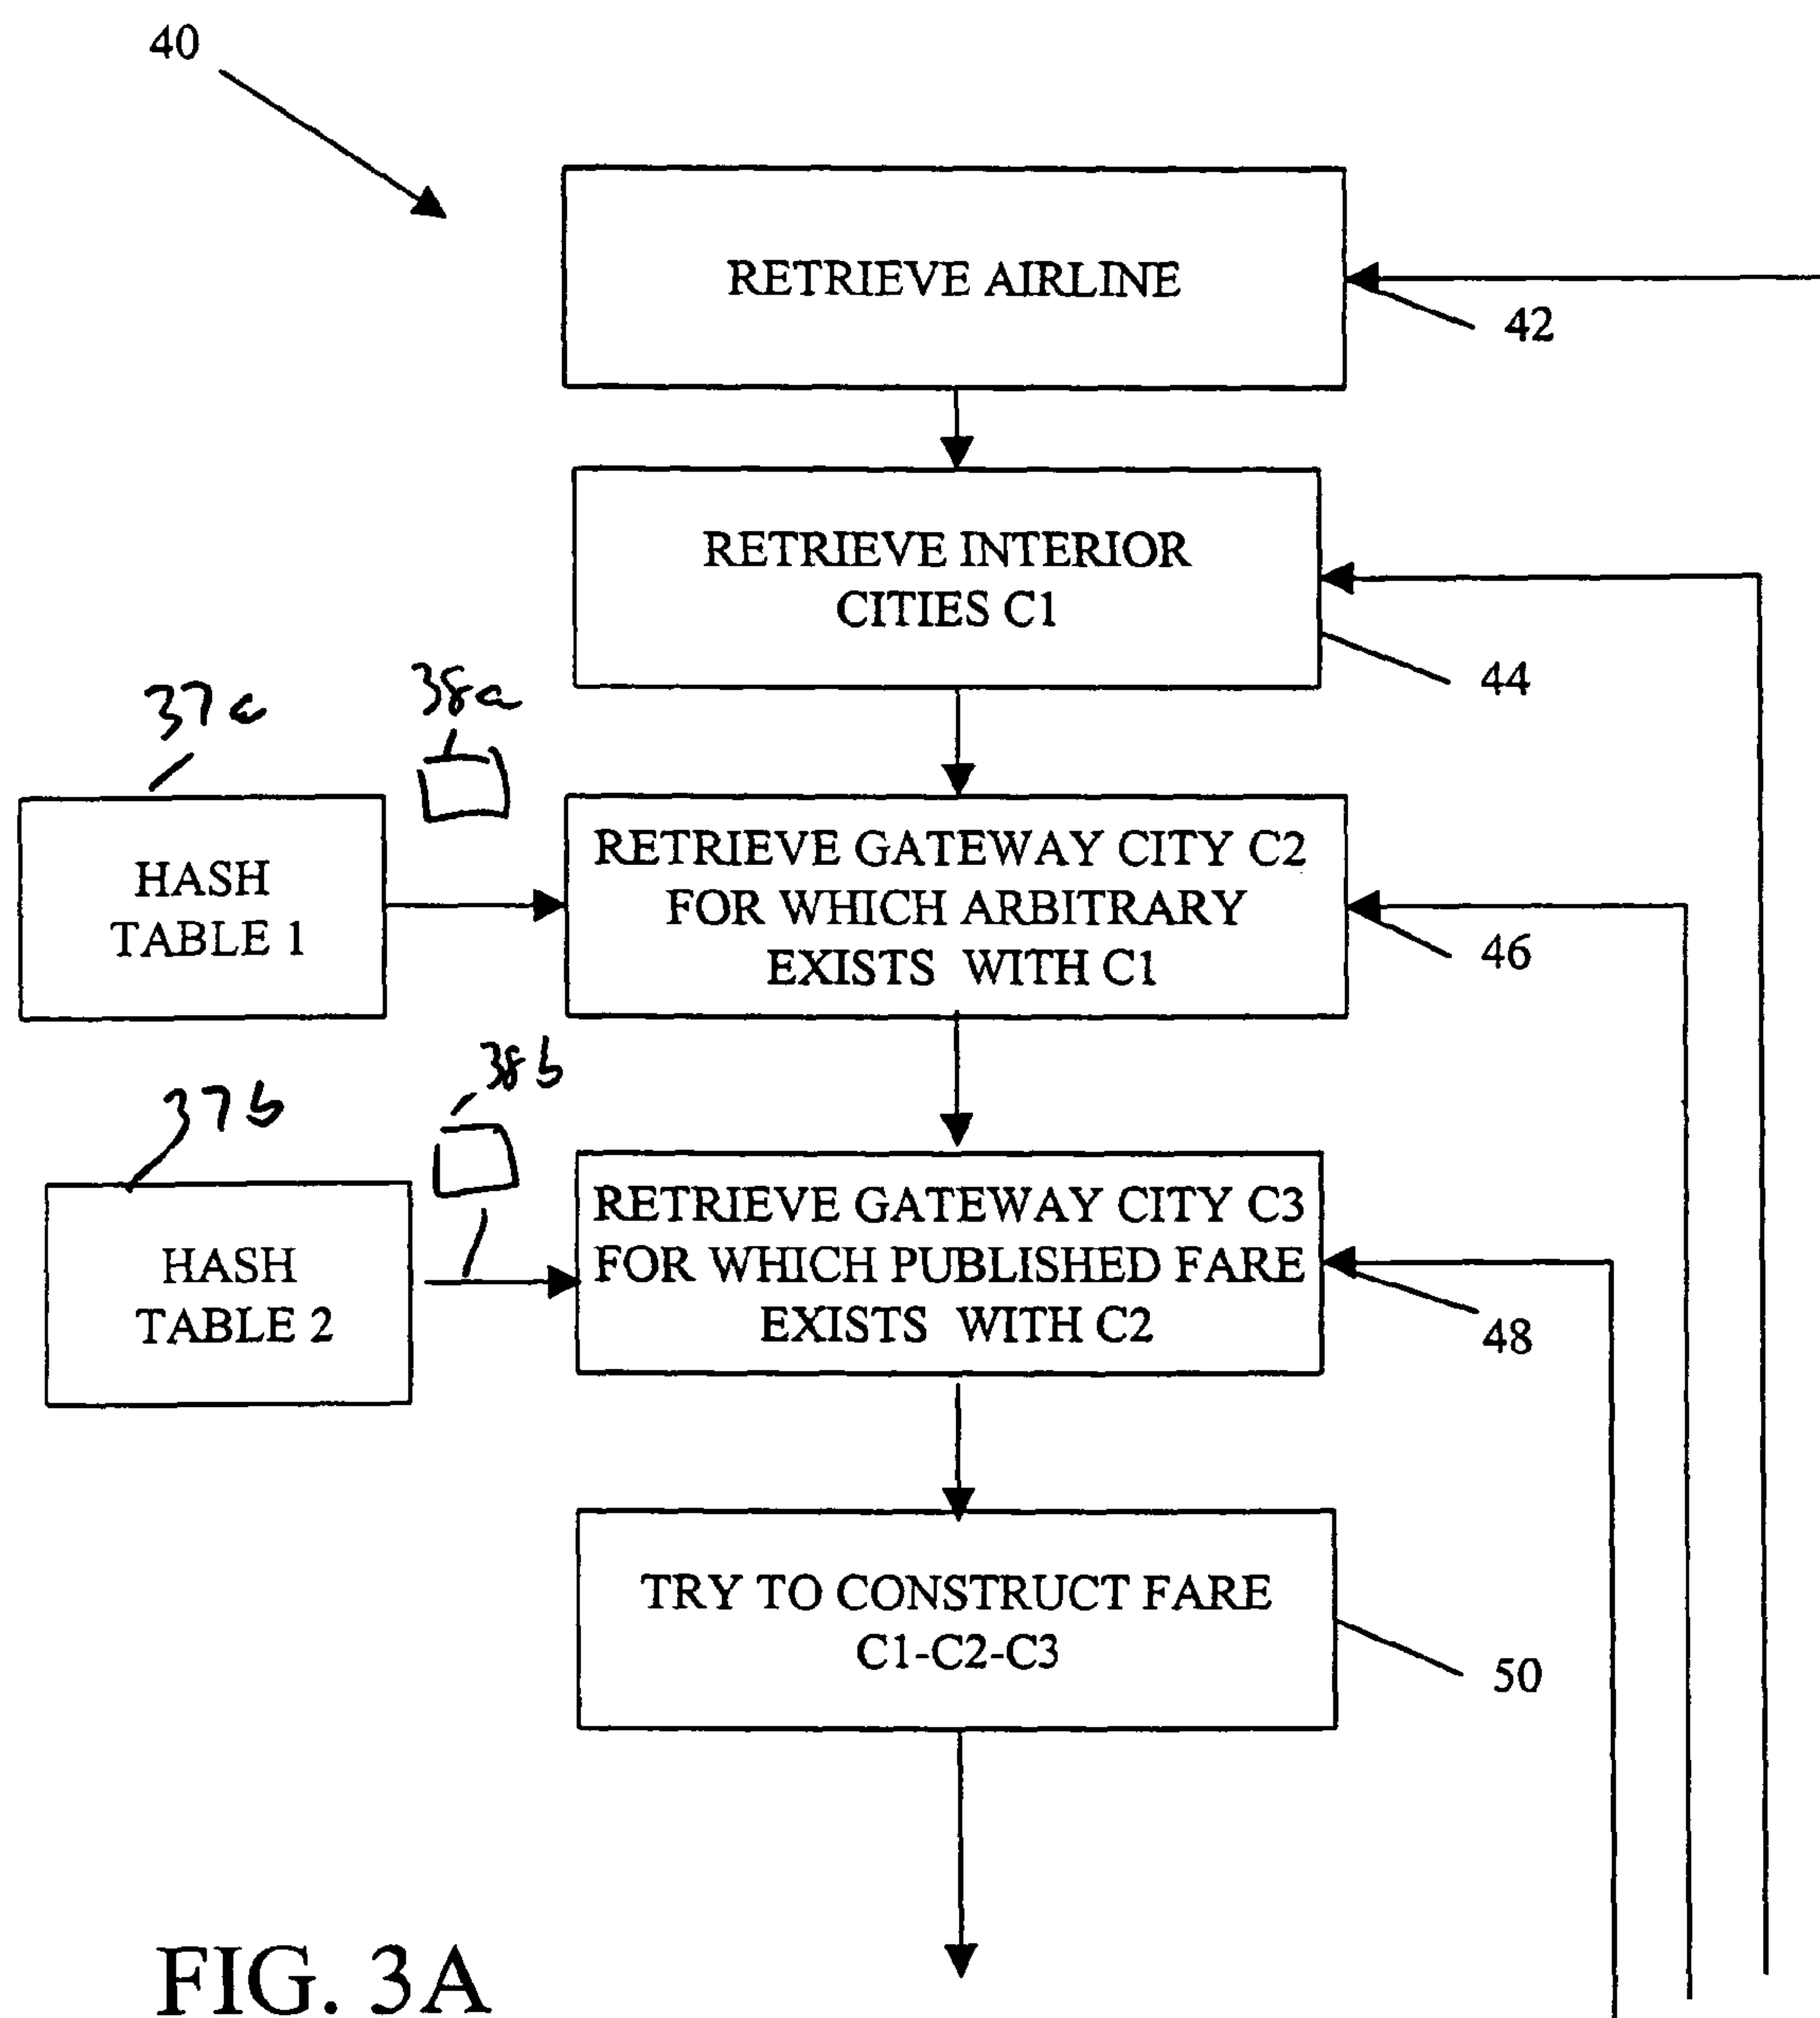 40
RETRIEVE AIRLINE
42
RETRIEVE INTERIOR
CITIES C1
44
37a
38a
HASH
TABLE 1
RETRIEVE GATEWAY CITY C2
FOR WHICH ARBITRARY
EXISTS WITH C1
46
37b
38b
HASH
TABLE 2
RETRIEVE GATEWAY CITY C3
FOR WHICH PUBLISHED FARE
EXISTS WITH C2
48
TRY TO CONSTRUCT FARE
C1-C2-C3
50
FIG. 3A